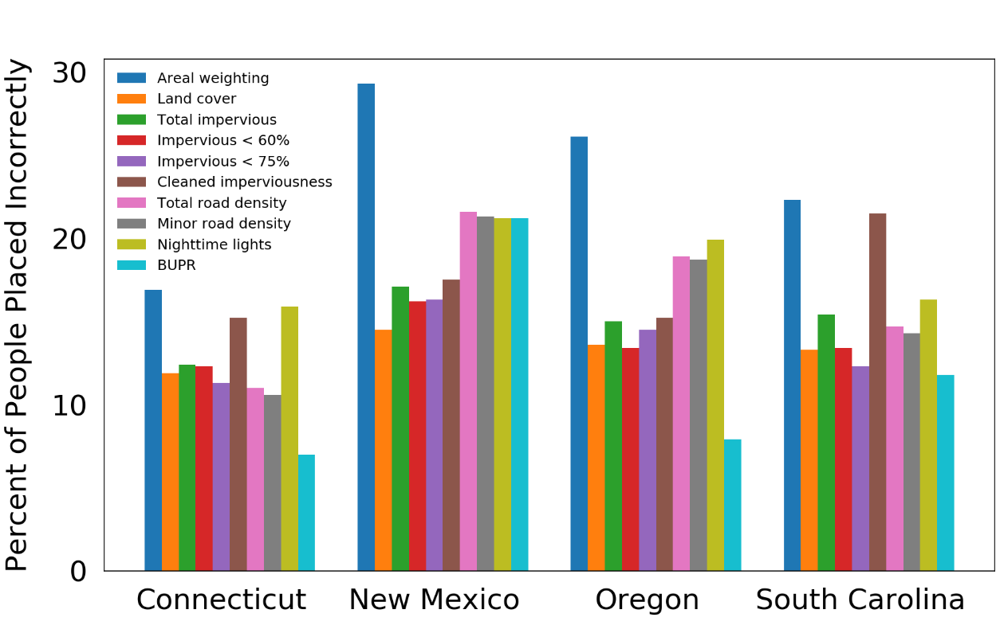 Percent of People Placed Incorrectly
30
20
10
0
Areal weighting
Land cover
Total impervious
Impervious < 60%
Impervious < 75%
Cleaned imperviousness
Total road density
Minor road density
Nighttime lights
BUPR
Connecticut
New Mexico
Oregon
South Carolina